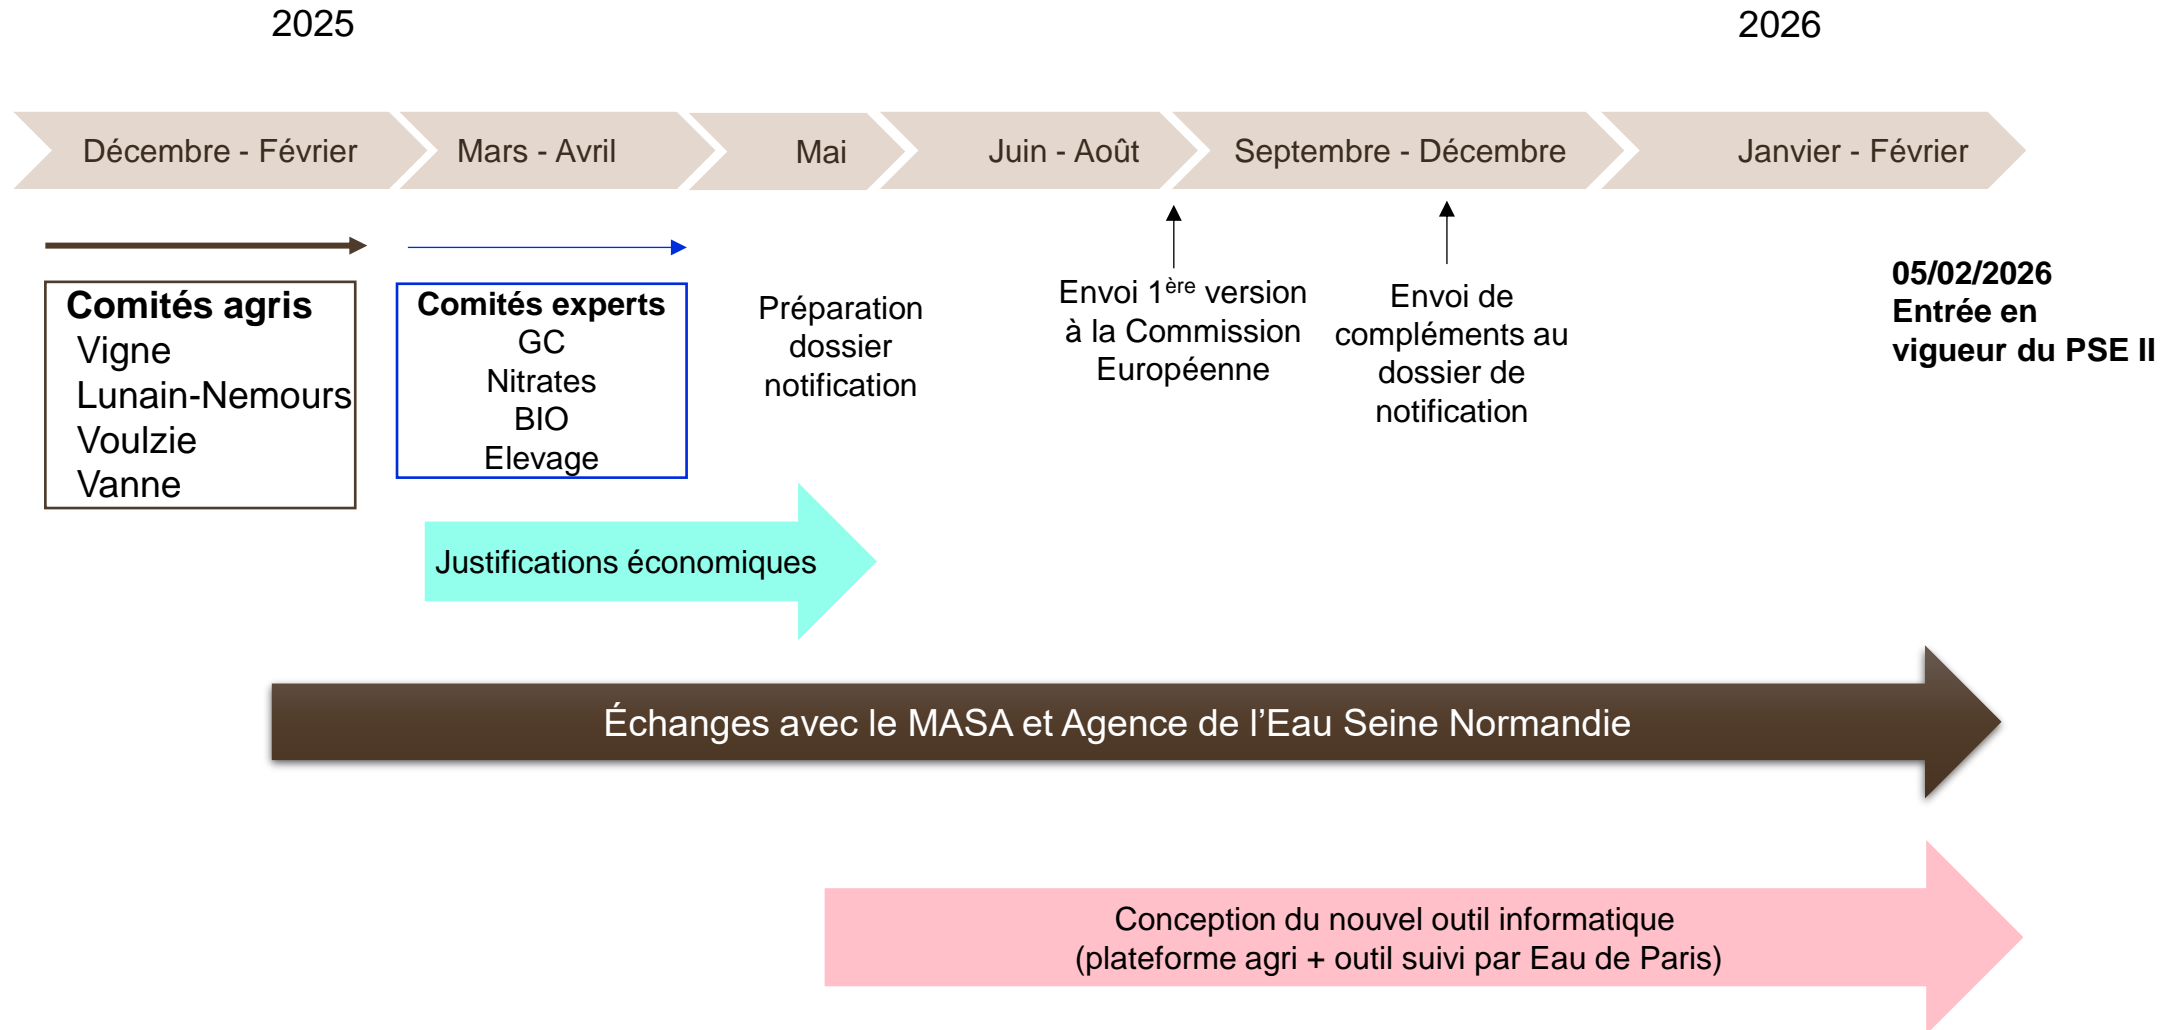 2025
2026
Décembre - Février
Mars - Avril
Mai
Juin - Août
Septembre - Décembre
Janvier - Février
Comités agris
Vigne
Lunain-Nemours
Voulzie
Vanne
Comités experts
GC
Nitrates
BIO
Elevage
Préparation
dossier
notification
Envoi 1ère version
à la Commission
Européenne
Envoi de
compléments au
dossier de
notification
05/02/2026
Entrée en
vigueur du PSE II
Justifications économiques
Échanges avec le MASA et Agence de l’Eau Seine Normandie
Conception du nouvel outil informatique
(plateforme agri + outil suivi par Eau de Paris)